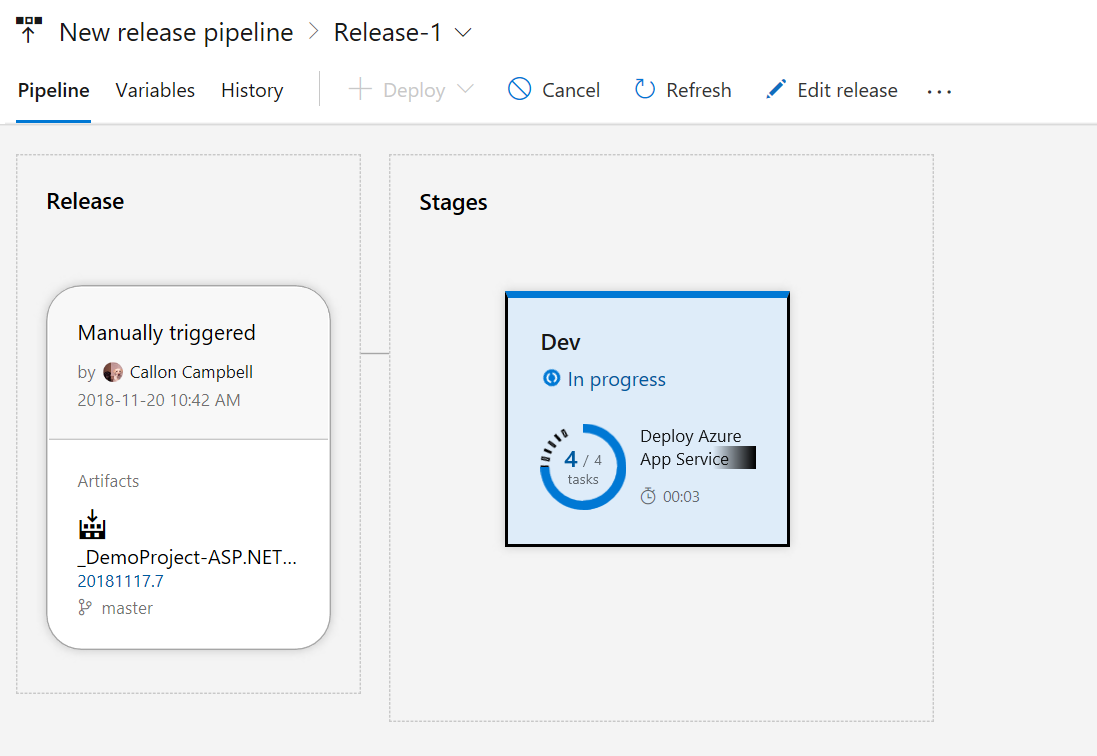 New release pipeline > Release-1
Pipeline Variables History Deploy Cancel Refresh Edit release ...
Release
Manually triggered
by Callon Campbell
2018-11-20 10:42 AM
Artifacts
_DemoProject-ASP.NET...
20181117.7
master
Stages
Dev
In progress
4 / 4
tasks
Deploy Azure
App Service
00:03